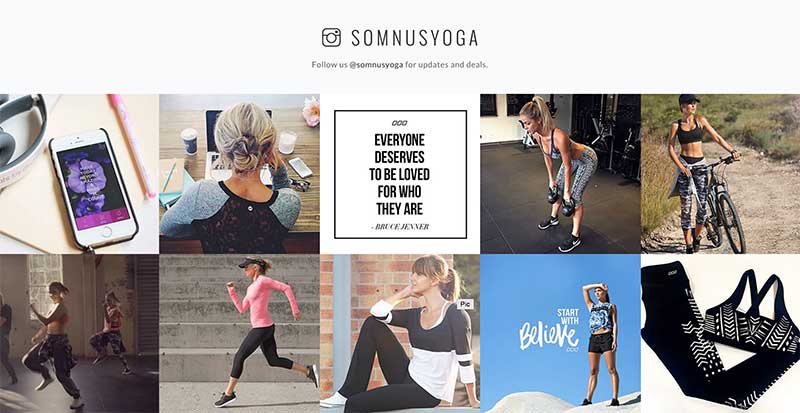 SOMNUSYOGA
Follow us @somnusyoga for updates and deals.
EVERYONE
DESERVES
TO BE LOVED
FOR WHO
THEY ARE
- BRUCE JENNER
Pic
START
WITH
Believe